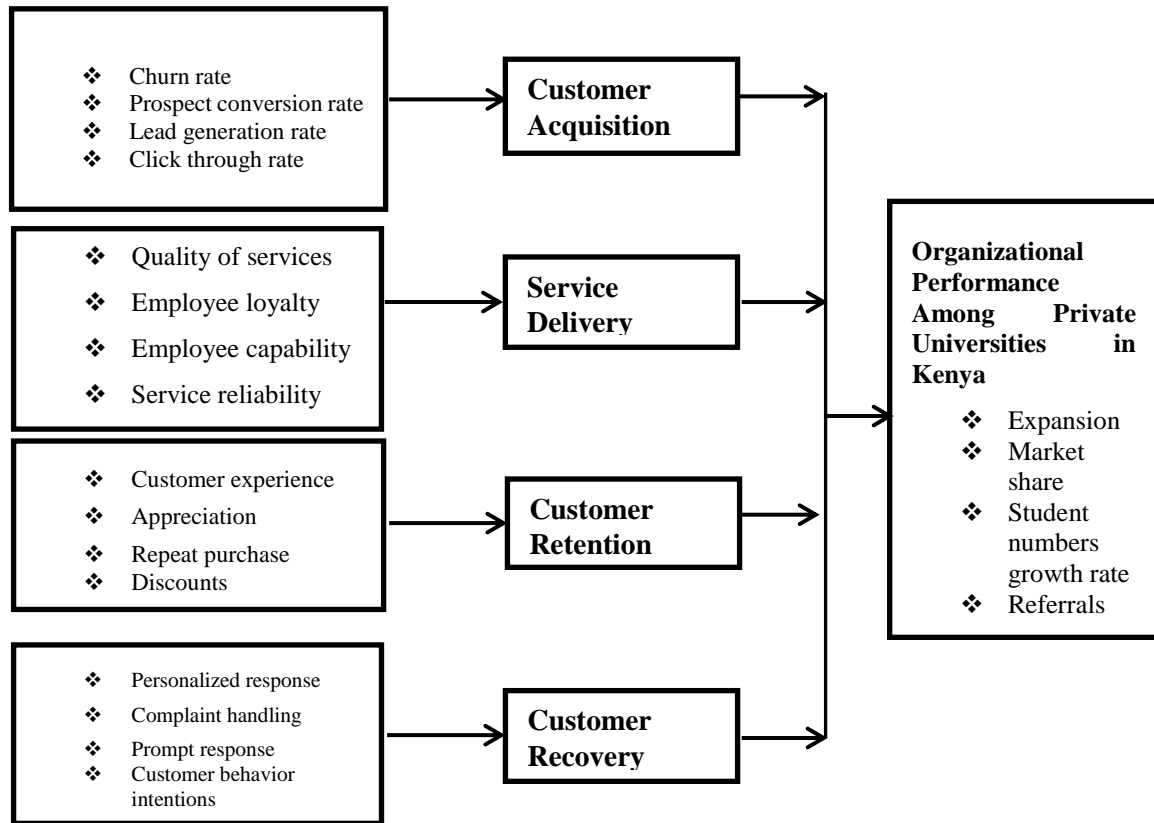 ❖ Churn rate
❖ Prospect conversion rate
❖ Lead generation rate
❖ Click through rate
Customer
Acquisition
❖ Quality of services
❖ Employee loyalty
❖ Employee capability
❖ Service reliability
Service
Delivery
❖ Customer experience
❖ Appreciation
❖ Repeat purchase
❖ Discounts
Customer
Retention
❖ Personalized response
❖ Complaint handling
❖ Prompt response
❖ Customer behavior
intentions
Customer
Recovery
Organizational
Performance
Among Private
Universities in
Kenya
❖ Expansion
❖ Market
share
❖ Student
numbers
growth rate
❖ Referrals